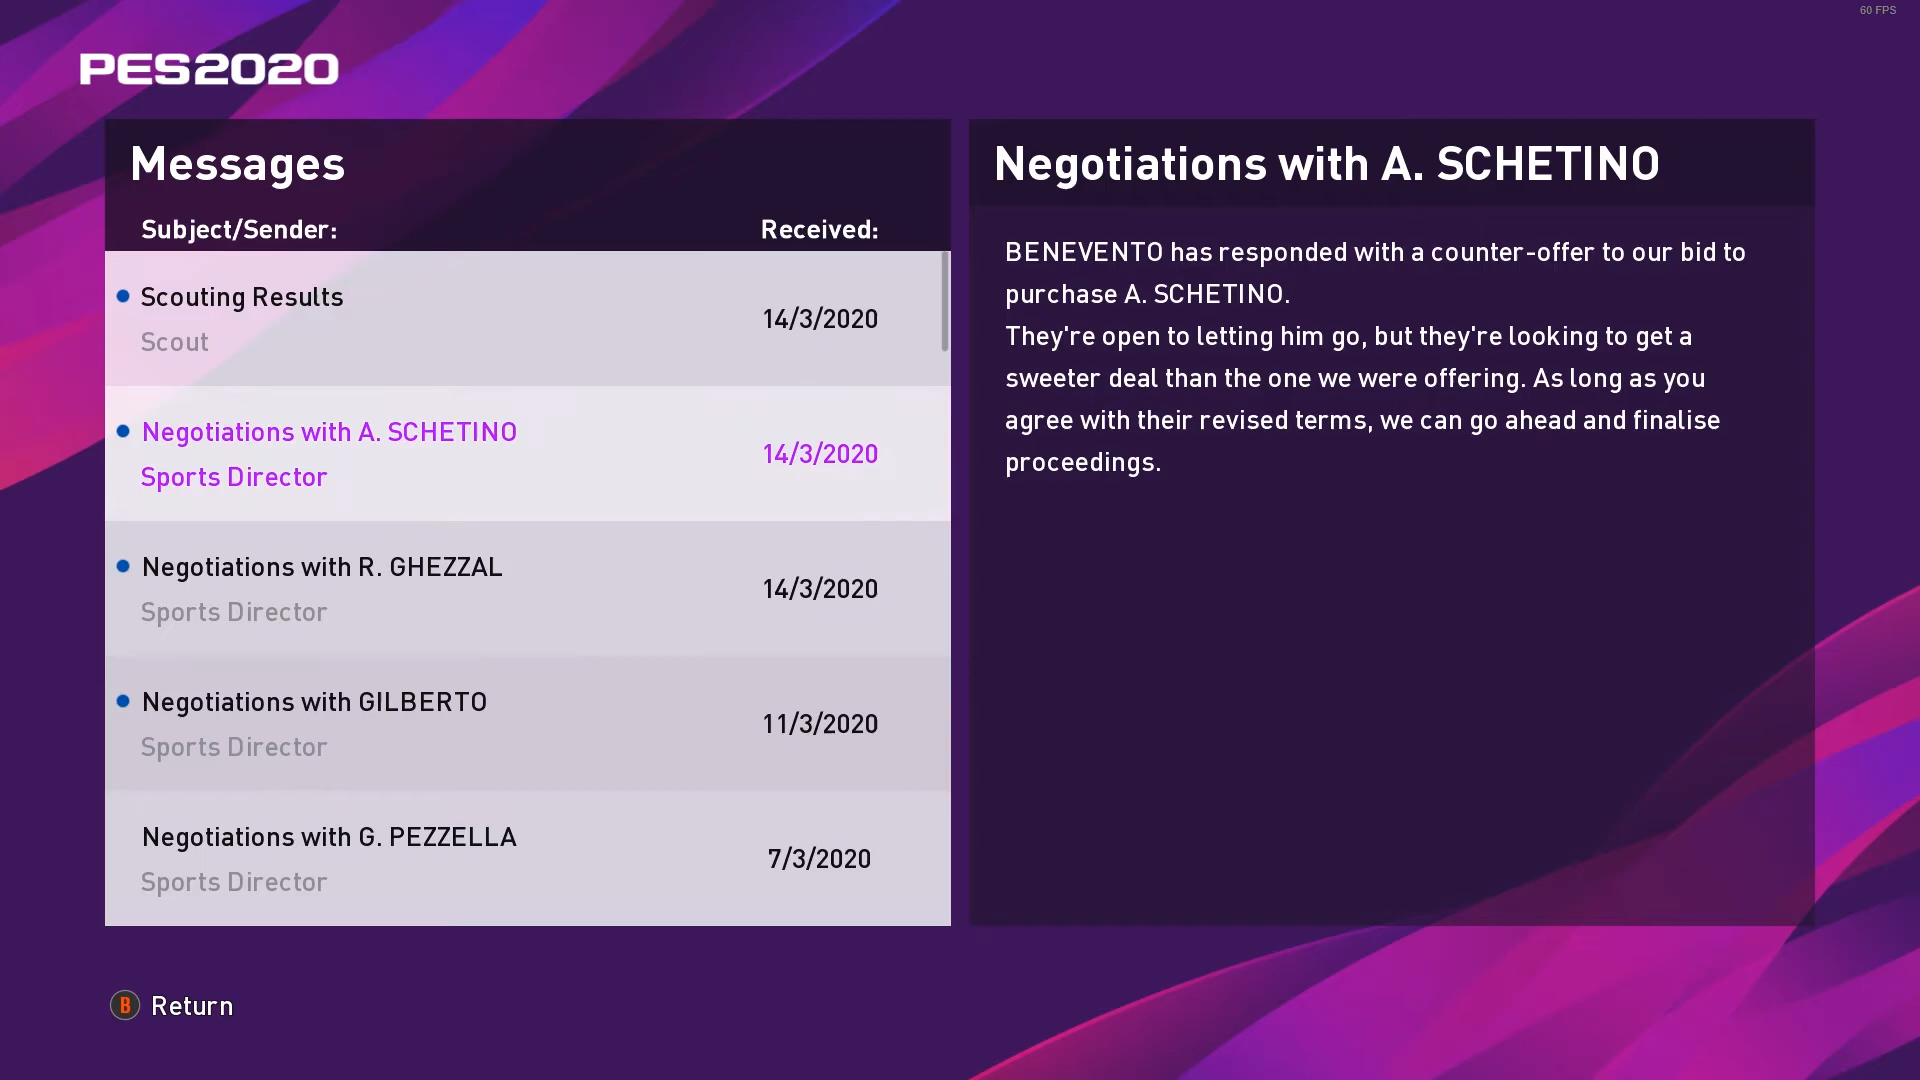 60 FPS
PES2020
Messages
Subject/Sender:
Received:
Scouting Results
Scout
14/3/2020
Negotiations with A. SCHETINO
Sports Director
14/3/2020
Negotiations with R. GHEZZAL
Sports Director
14/3/2020
Negotiations with GILBERTO
Sports Director
11/3/2020
Negotiations with G. PEZZELLA
Sports Director
7/3/2020
Negotiations with A. SCHETINO
BENEVENTO has responded with a counter-offer to our bid to
purchase A. SCHETINO.
They're open to letting him go, but they're looking to get a
sweeter deal than the one we were offering. As long as you
agree with their revised terms, we can go ahead and finalise
proceedings.
B Return